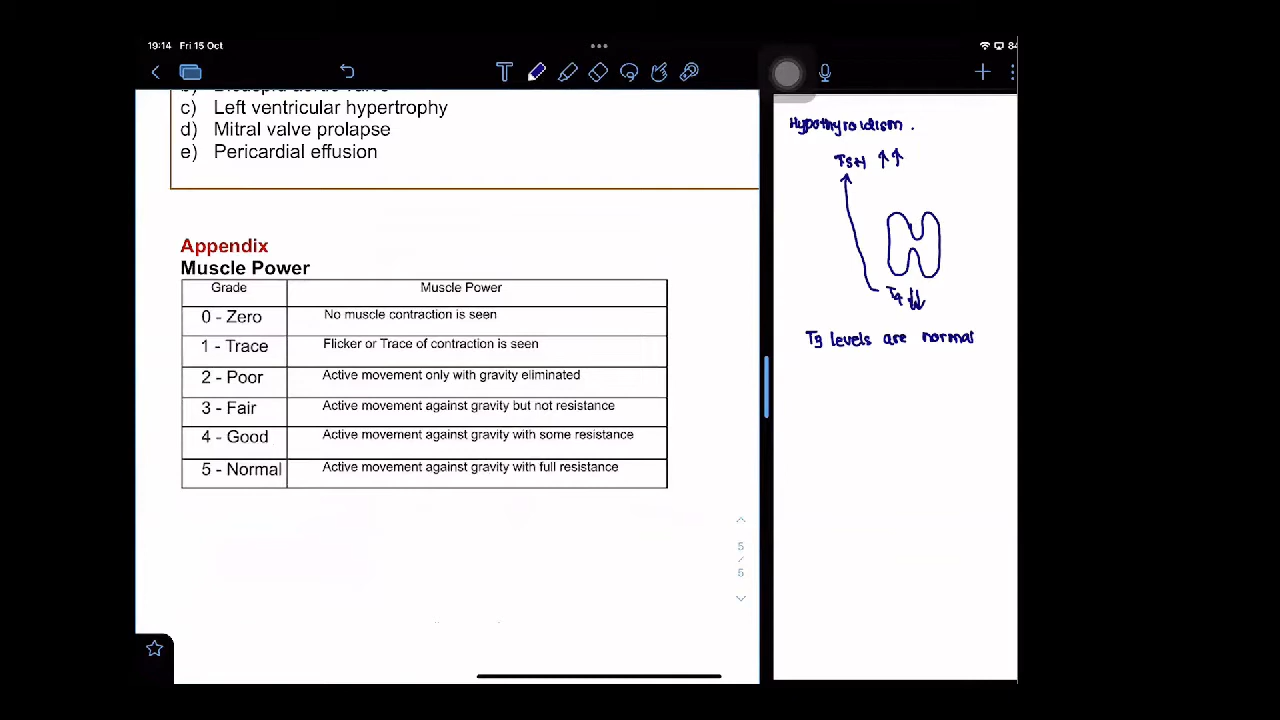 19:14 Fri 15 Oct
84
c) Left ventricular hypertrophy
d) Mitral valve prolapse
e) Pericardial effusion
Appendix
Muscle Power
Grade Muscle Power
0 - Zero No muscle contraction is seen
1 - Trace Flicker or Trace of contraction is seen
2 - Poor Active movement only with gravity eliminated
3 - Fair Active movement against gravity but not resistance
4 - Good Active movement against gravity with some resistance
5 - Normal Active movement against gravity with full resistance
5
/
5
Hypothyroidism.
TSH ↑↑
T4 ↓↓
T3 levels are normal